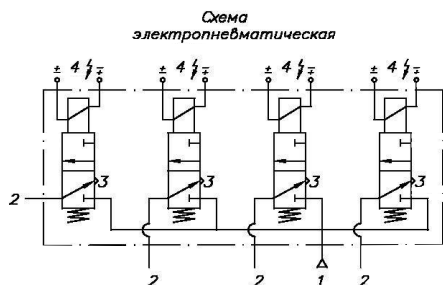 Схема
электропневматическая
± 4 ∓ ± 4 ∓ ± 4 ∓ ± 4 ∓
3 3 3 3
2
2 2 1 2